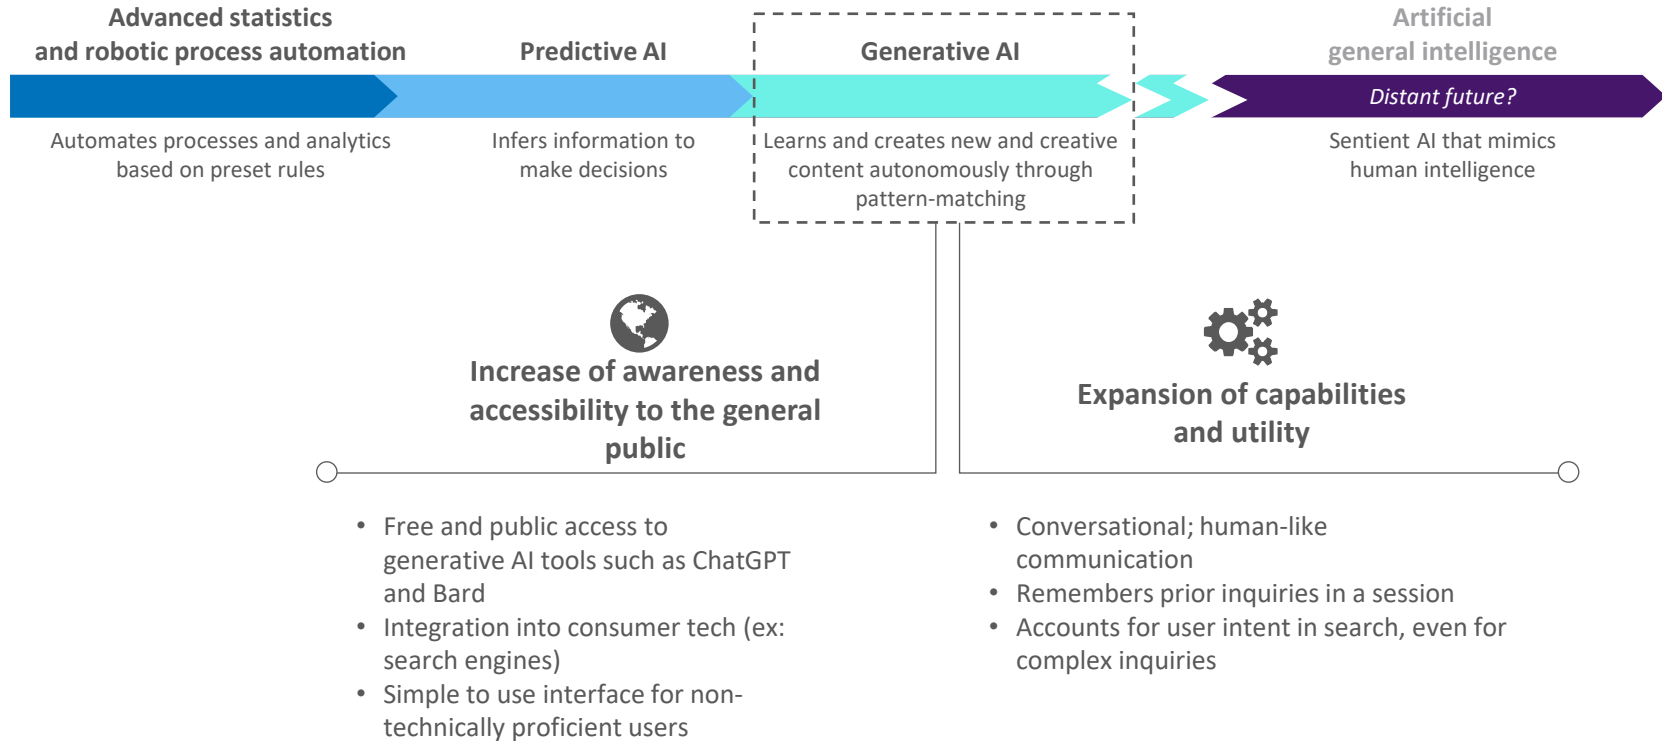 Advanced statistics
and robotic process automation
Predictive AI
Generative AI
Artificial
general intelligence
Distant future?
Automates processes and analytics
based on preset rules
Infers information to
make decisions
Learns and creates new and creative
content autonomously through
pattern-matching
Sentient AI that mimics
human intelligence
Increase of awareness and
accessibility to the general
public
• Free and public access to
generative AI tools such as ChatGPT
and Bard
• Integration into consumer tech (ex:
search engines)
• Simple to use interface for non-
technically proficient users
Expansion of capabilities
and utility
• Conversational; human-like
communication
• Remembers prior inquiries in a session
• Accounts for user intent in search, even for
complex inquiries